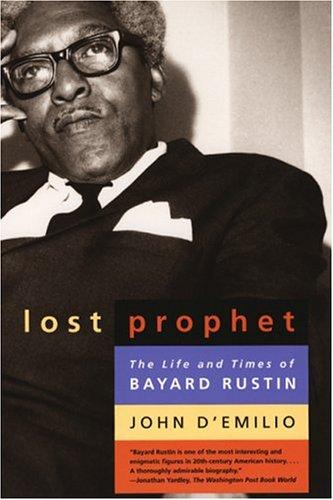 lost prophet
The Life and Times of
BAYARD RUSTIN
JOHN D'EMILIO
"Bayard Rustin is one of the most interesting and
enigmatic figures in 20th-century American history. . . .
A thoroughly admirable biography."
—Jonathan Yardley, The Washington Post Book World